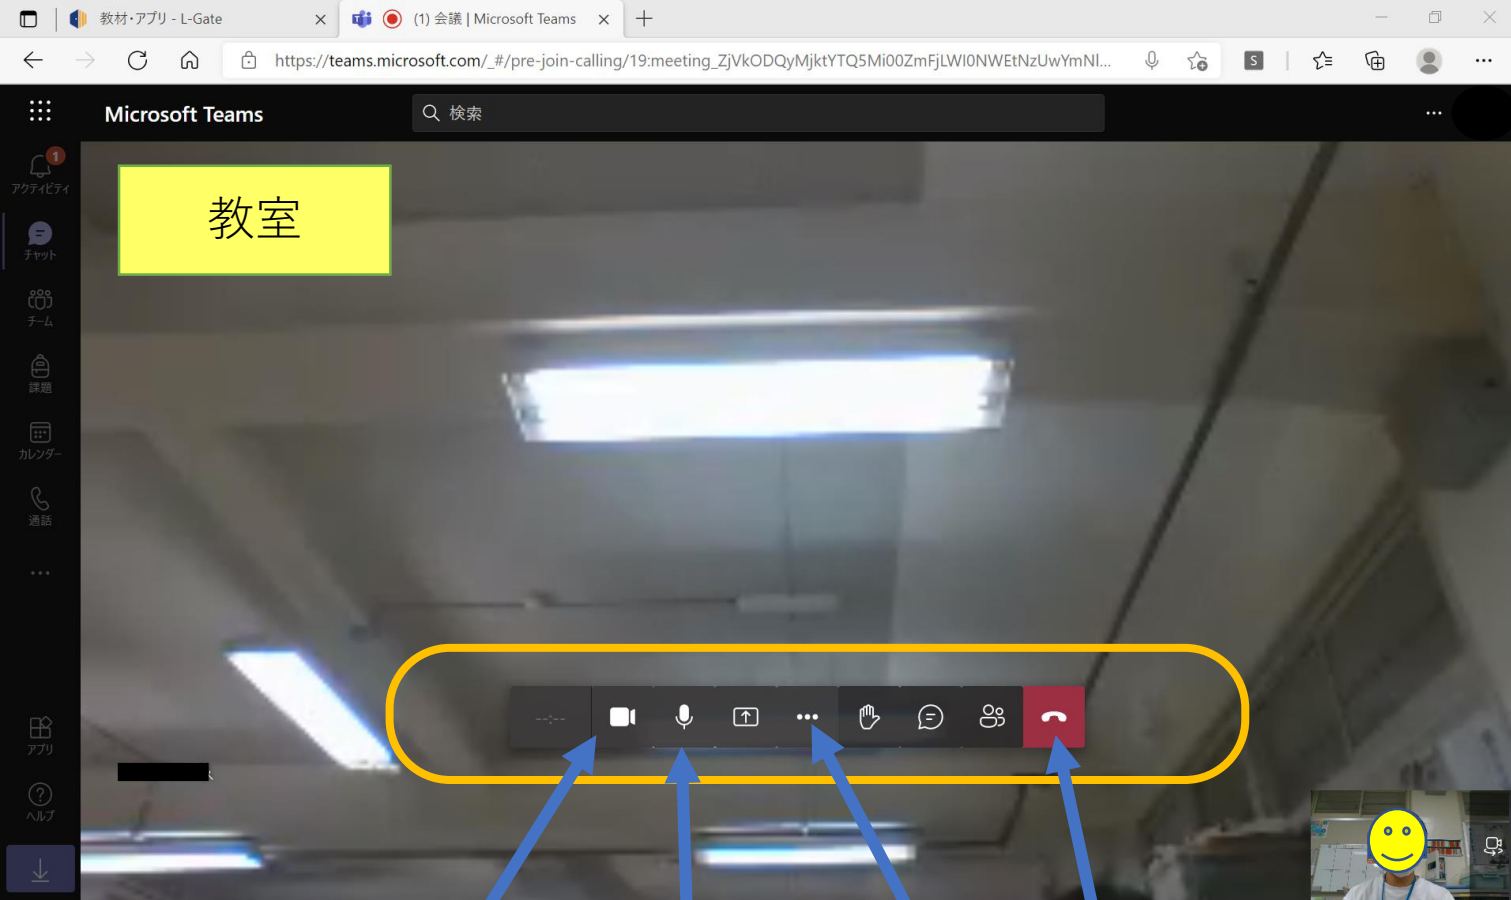 教材・アプリ - L-Gate
(1) 会議 | Microsoft Teams
https://teams.microsoft.com/_#/pre-join-calling/19:meeting_ZjVkODQyMjktYTQ5Mi00ZmFjLWI0NWEtNzUwYmNl...
S
Microsoft Teams
検索
1
アクティビティ
教室
チャット
チーム
課題
カレンダー
通話
--:--
アプリ
ヘルプ